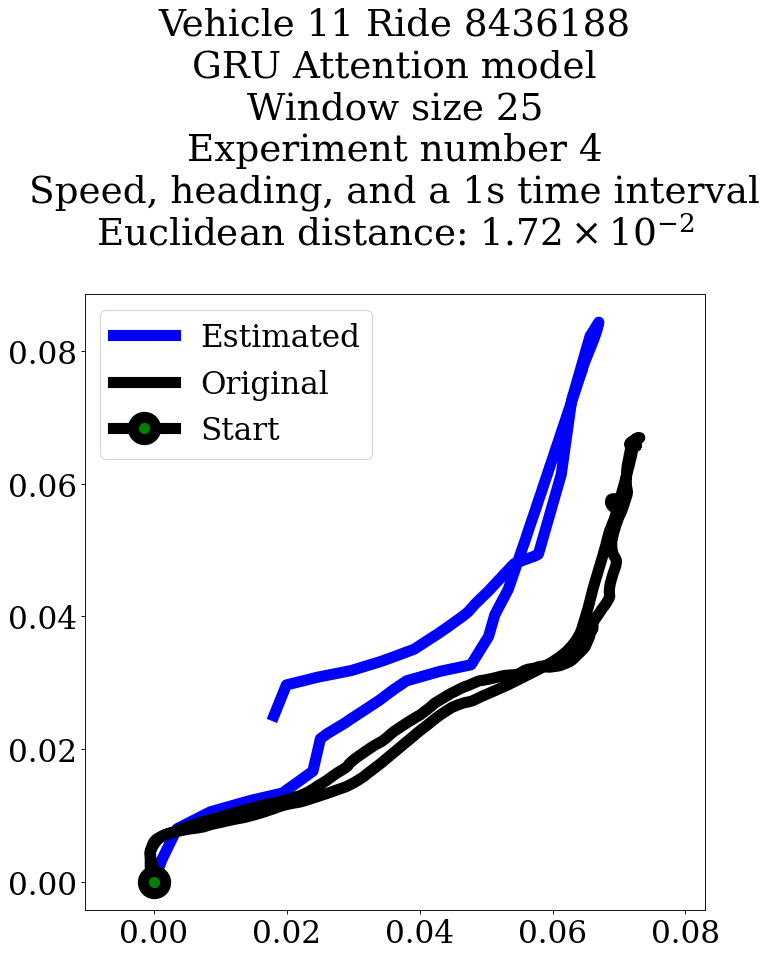 Vehicle 11 Ride 8436188
GRU Attention model
Window size 25
Experiment number 4
Speed, heading, and a 1s time interval
Euclidean distance: 1.72 × 10⁻²
Estimated
Original
Start
0.08
0.06
0.04
0.02
0.00
0.00 0.02 0.04 0.06 0.08